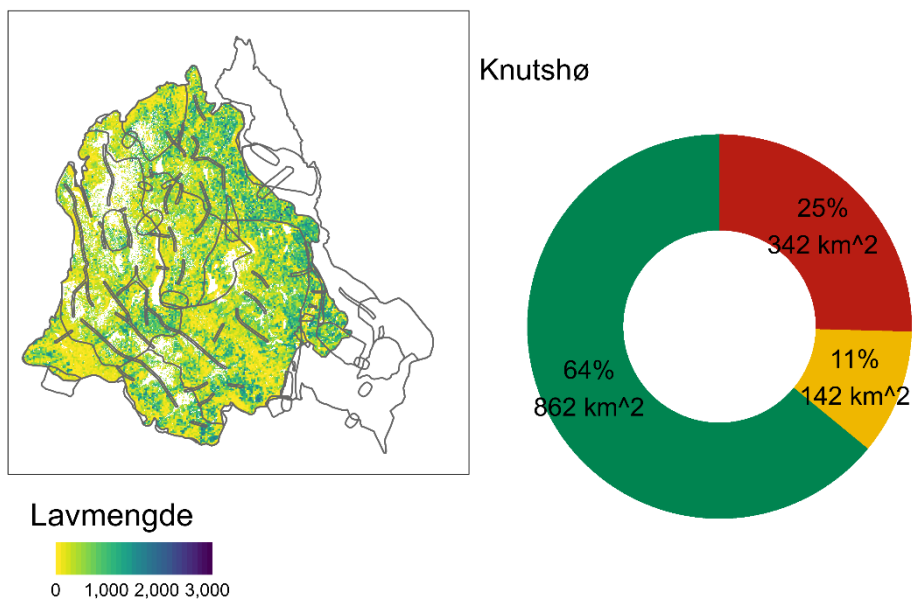 Knutshø
25%
342 km^2
11%
142 km^2
64%
862 km^2
Lavmengde
0 1,000 2,000 3,000